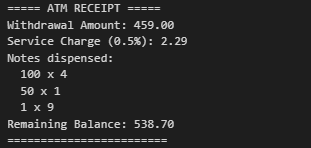 ===== ATM RECEIPT =====
Withdrawal Amount: 459.00
Service Charge (0.5%): 2.29
Notes dispensed:
  100 x 4
  50 x 1
  1 x 9
Remaining Balance: 538.70
========================